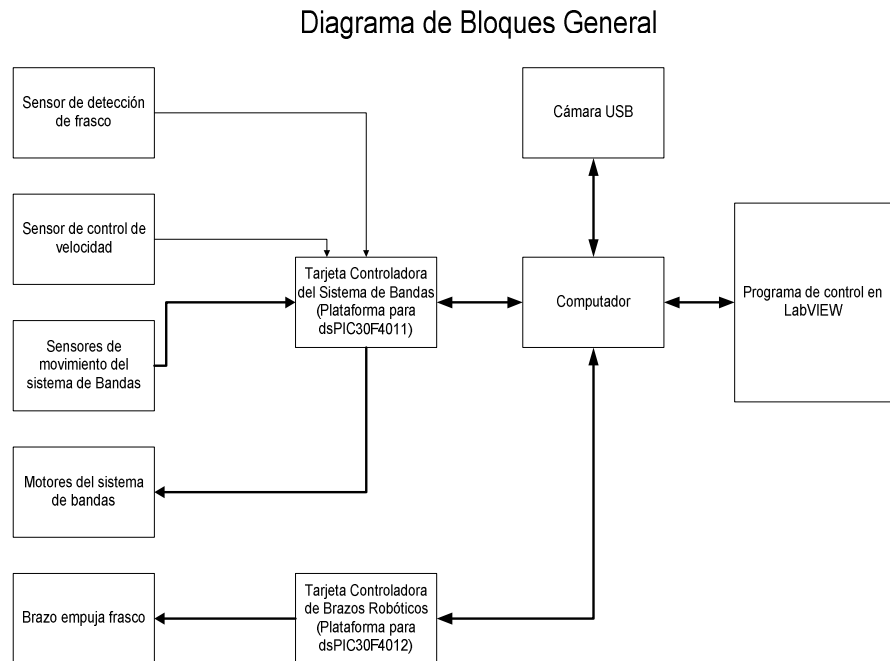 Diagrama de Bloques General
Sensor de detección
de frasco
Cámara USB
Sensor de control de
velocidad
Tarjeta Controladora
del Sistema de Bandas
(Plataforma para
dsPIC30F4011)
Computador
Programa de control en
LabVIEW
Sensores de
movimiento del
sistema de Bandas
Motores del sistema
de bandas
Brazo empuja frasco
Tarjeta Controladora
de Brazos Robóticos
(Plataforma para
dsPIC30F4012)